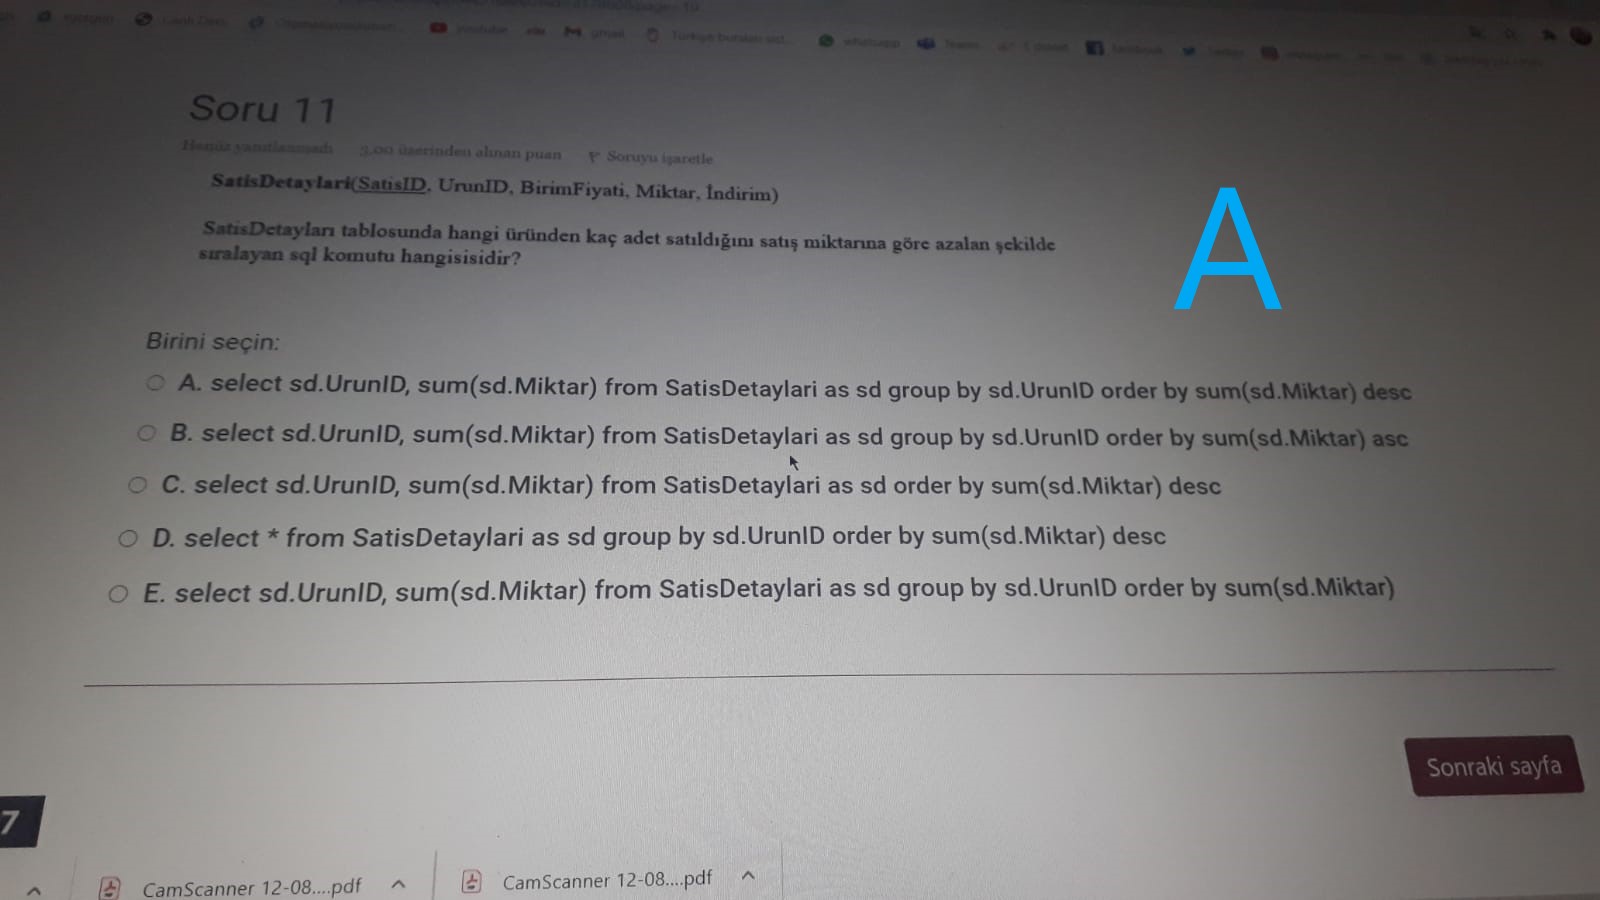 youtube
gmail
Türkiye buraları sist...
whatsapp
facebook
Soru 11
Henüz yanıtlanmadı 3,00 üzerinden alınan puan Soruyu işaretle
SatisDetaylari(SatisID, UrunID, BirimFiyati, Miktar, İndirim)
A
SatisDetayları tablosunda hangi üründen kaç adet satıldığını satış miktarına göre azalan şekilde
sıralayan sql komutu hangisisidir?
Birini seçin:
A. select sd.UrunID, sum(sd.Miktar) from SatisDetaylari as sd group by sd.UrunID order by sum(sd.Miktar) desc
B. select sd.UrunID, sum(sd.Miktar) from SatisDetaylari as sd group by sd.UrunID order by sum(sd.Miktar) asc
C. select sd.UrunID, sum(sd.Miktar) from SatisDetaylari as sd order by sum(sd.Miktar) desc
D. select * from SatisDetaylari as sd group by sd.UrunID order by sum(sd.Miktar) desc
E. select sd.UrunID, sum(sd.Miktar) from SatisDetaylari as sd group by sd.UrunID order by sum(sd.Miktar)
Sonraki sayfa
7
CamScanner 12-08....pdf
CamScanner 12-08....pdf